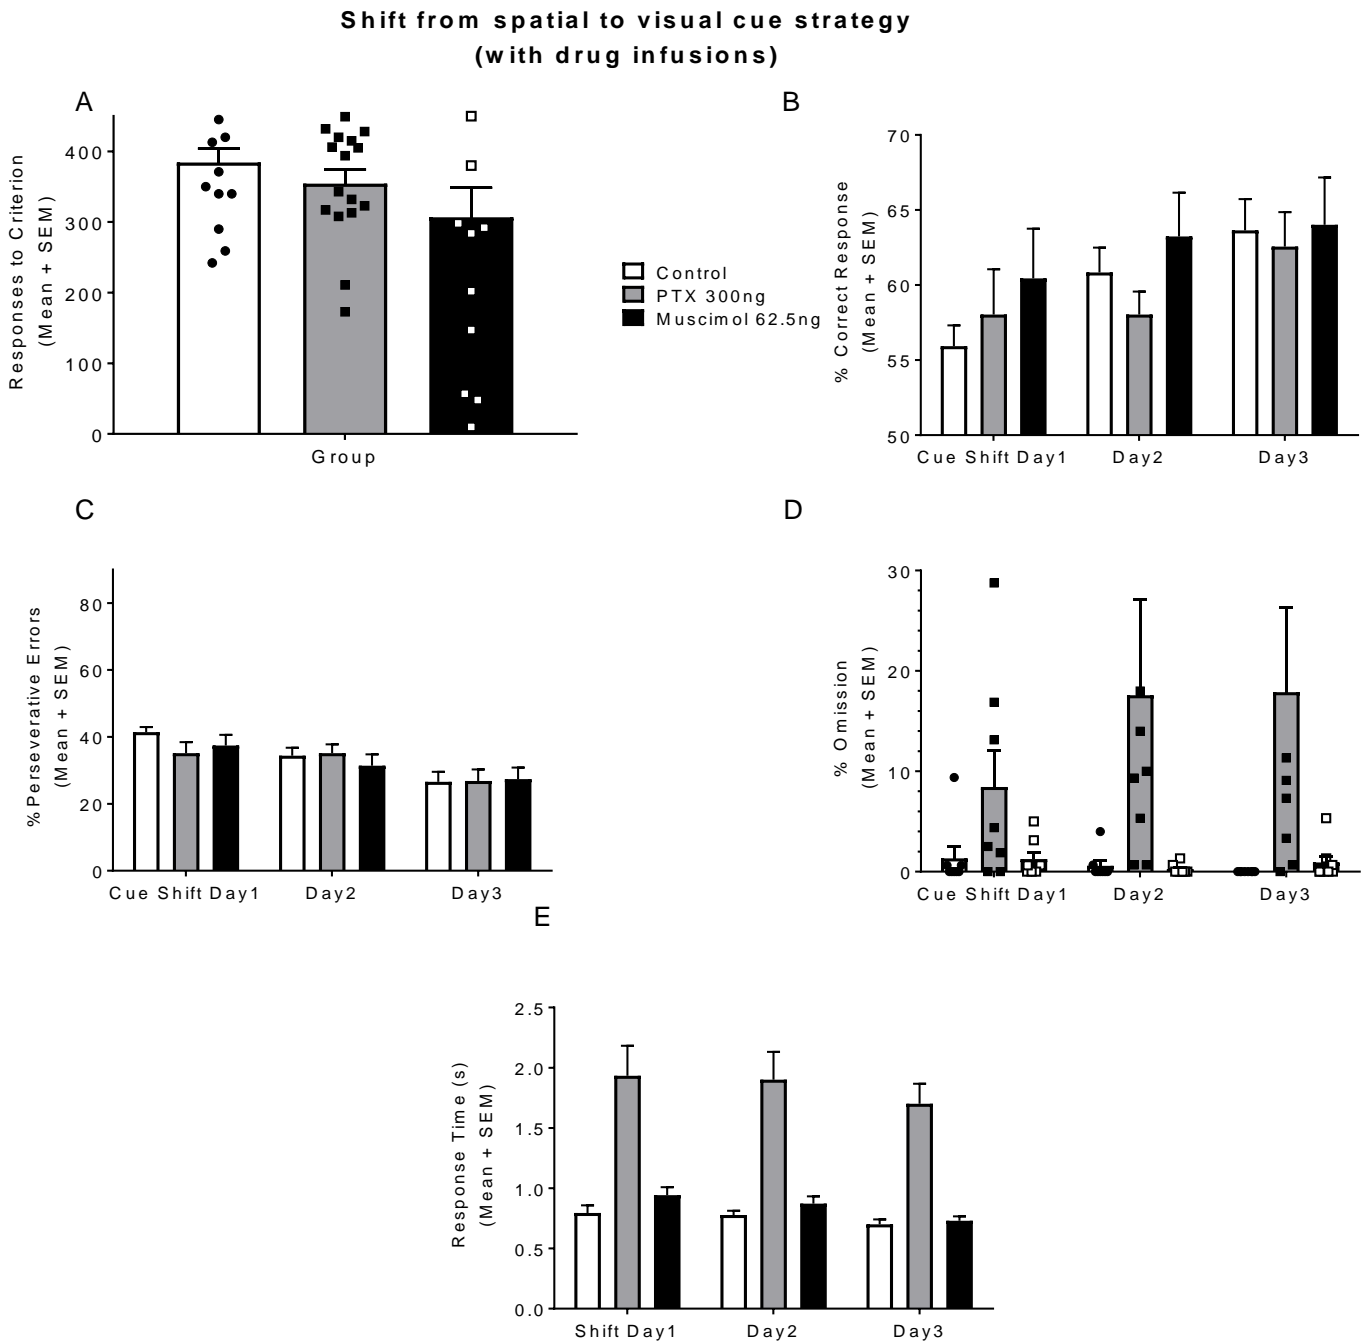 Shift from spatial to visual cue strategy
(with drug infusions)
A
Responses to Criterion
(Mean + SEM)
400
300
200
100
0
Group
Control
PTX 300ng
Muscimol 62.5ng
B
% Correct Response
(Mean + SEM)
70
65
60
55
50
Cue Shift Day1
Day2
Day3
C
%Perseverative Errors
(Mean + SEM)
80
60
40
20
0
Cue Shift Day1
Day2
Day3
D
% Omission
(Mean + SEM)
30
20
10
0
Cue Shift Day1
Day2
Day3
E
Response Time (s)
(Mean + SEM)
2.5
2.0
1.5
1.0
0.5
0.0
Shift Day1
Day2
Day3